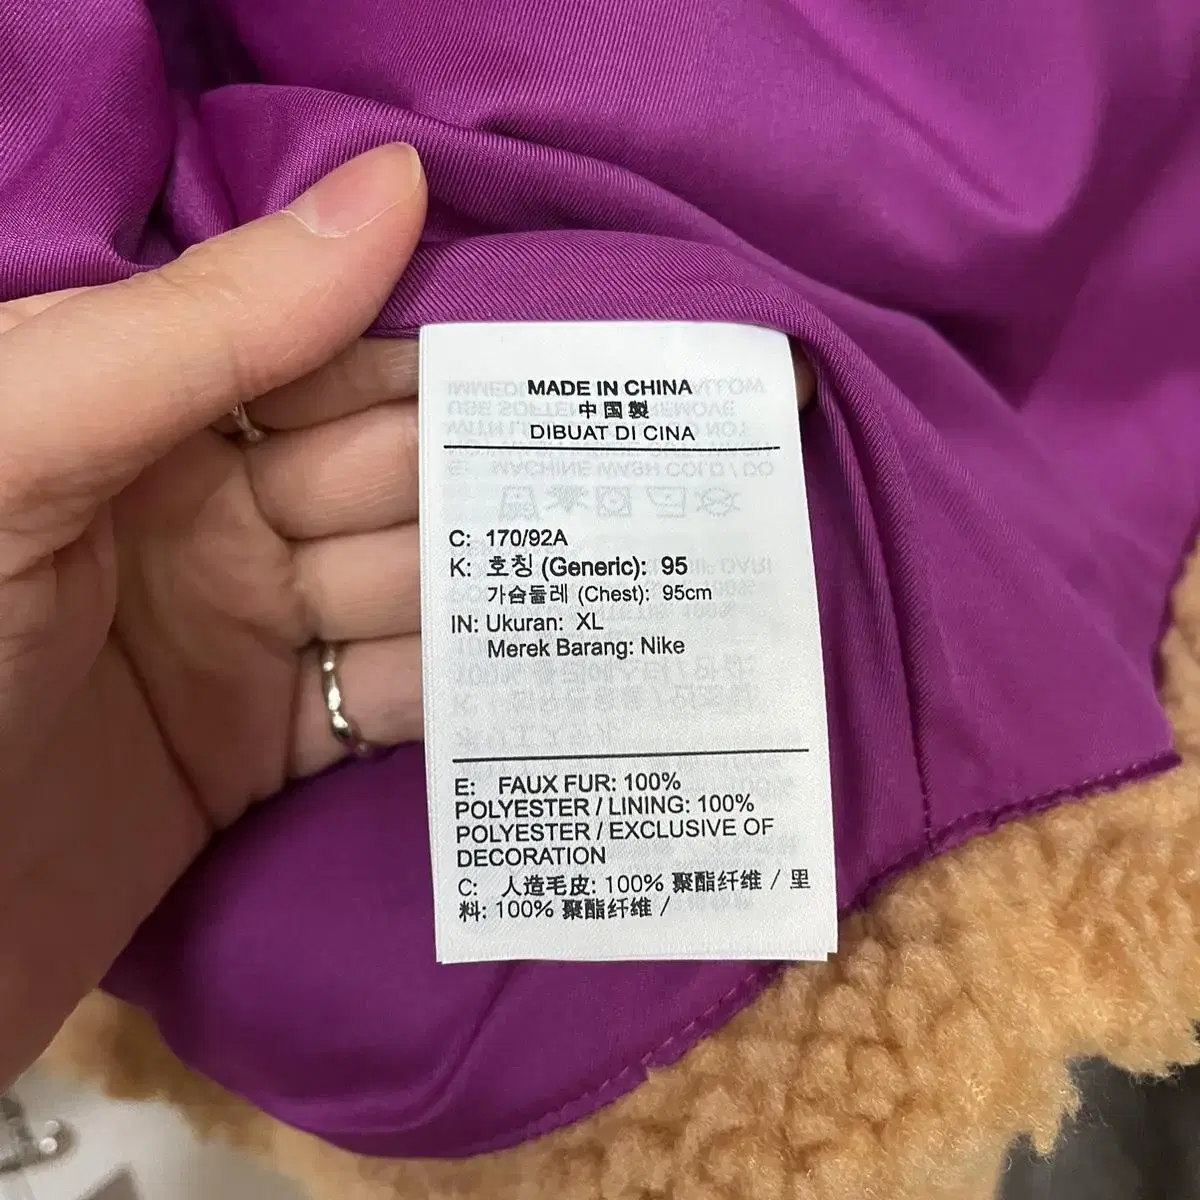 MADE IN CHINA
中国製
DIBUAT DI CINA
C: 170/92A
K: 호칭 (Generic): 95
가슴둘레 (Chest): 95cm
IN: Ukuran: XL
Merek Barang: Nike
E: FAUX FUR: 100%
POLYESTER / LINING: 100%
POLYESTER / EXCLUSIVE OF
DECORATION
C: 人造毛皮: 100% 聚酯纤维 / 里
料: 100% 聚酯纤维 /